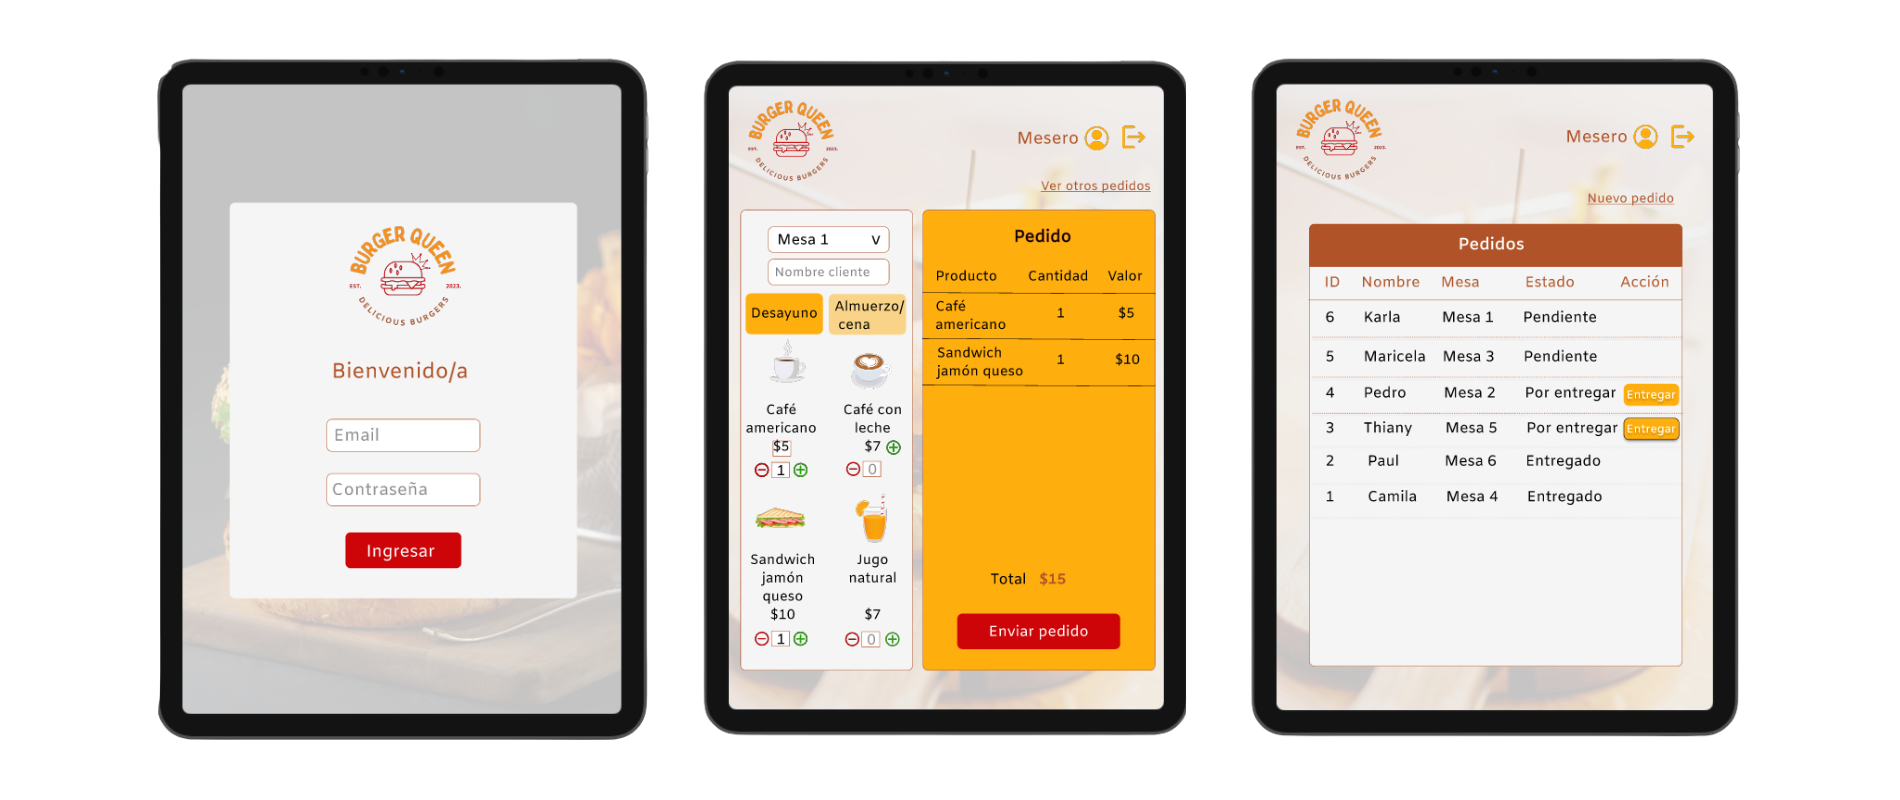 BURGER QUEEN
EST. 2023.
DELICIOUS BURGERS
Bienvenido/a
Email
Contraseña
Ingresar
BURGER QUEEN
EST. 2023.
DELICIOUS BURGERS
Mesero
Ver otros pedidos
Mesa 1 v
Nombre cliente
Desayuno
Almuerzo/
cena
Café
americano
$5
1
Café con
leche
$7
0
Sandwich
jamón
queso
$10
1
Jugo
natural
$7
0
Pedido
Producto Cantidad Valor
Café
americano 1 $5
Sandwich
jamón queso 1 $10
Total $15
Enviar pedido
BURGER QUEEN
EST. 2023.
DELICIOUS BURGERS
Mesero
Nuevo pedido
Pedidos
ID Nombre Mesa Estado Acción
6 Karla Mesa 1 Pendiente
5 Maricela Mesa 3 Pendiente
4 Pedro Mesa 2 Por entregar Entregar
3 Thiany Mesa 5 Por entregar Entregar
2 Paul Mesa 6 Entregado
1 Camila Mesa 4 Entregado